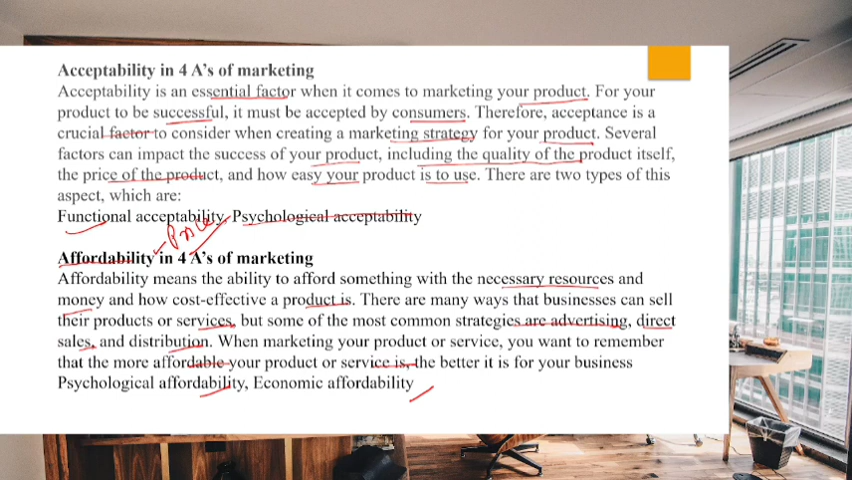 Acceptability in 4 A's of marketing
Acceptability is an essential factor when it comes to marketing your product. For your
product to be successful, it must be accepted by consumers. Therefore, acceptance is a
crucial factor to consider when creating a marketing strategy for your product. Several
factors can impact the success of your product, including the quality of the product itself,
the price of the product, and how easy your product is to use. There are two types of this
aspect, which are:
Functional acceptability, Psychological acceptability
Price
Affordability in 4 A's of marketing
Affordability means the ability to afford something with the necessary resources and
money and how cost-effective a product is. There are many ways that businesses can sell
their products or services, but some of the most common strategies are advertising, direct
sales, and distribution. When marketing your product or service, you want to remember
that the more affordable your product or service is, the better it is for your business
Psychological affordability, Economic affordability